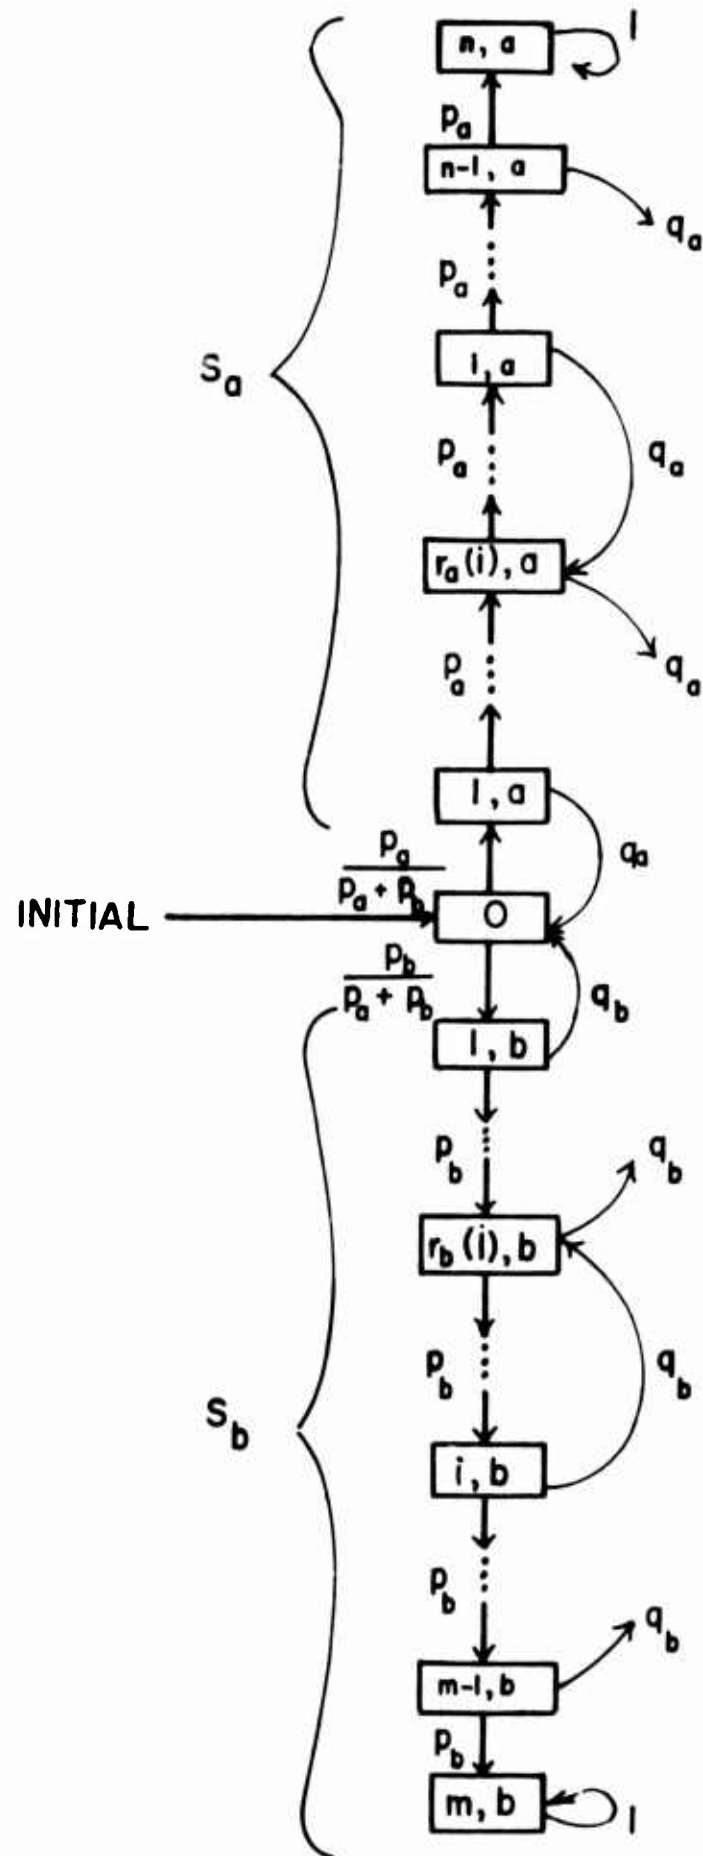 n, a
1
p_a
n-1, a
q_a
p_a
i, a
S_a
p_a
q_a
r_a(i), a
p_a
q_a
1, a
p_a / p_a + p_b
q_a
INITIAL
0
p_b / p_a + p_b
q_b
1, b
p_b
q_b
r_b(i), b
p_b
q_b
S_b
i, b
p_b
q_b
m-1, b
p_b
m, b
1